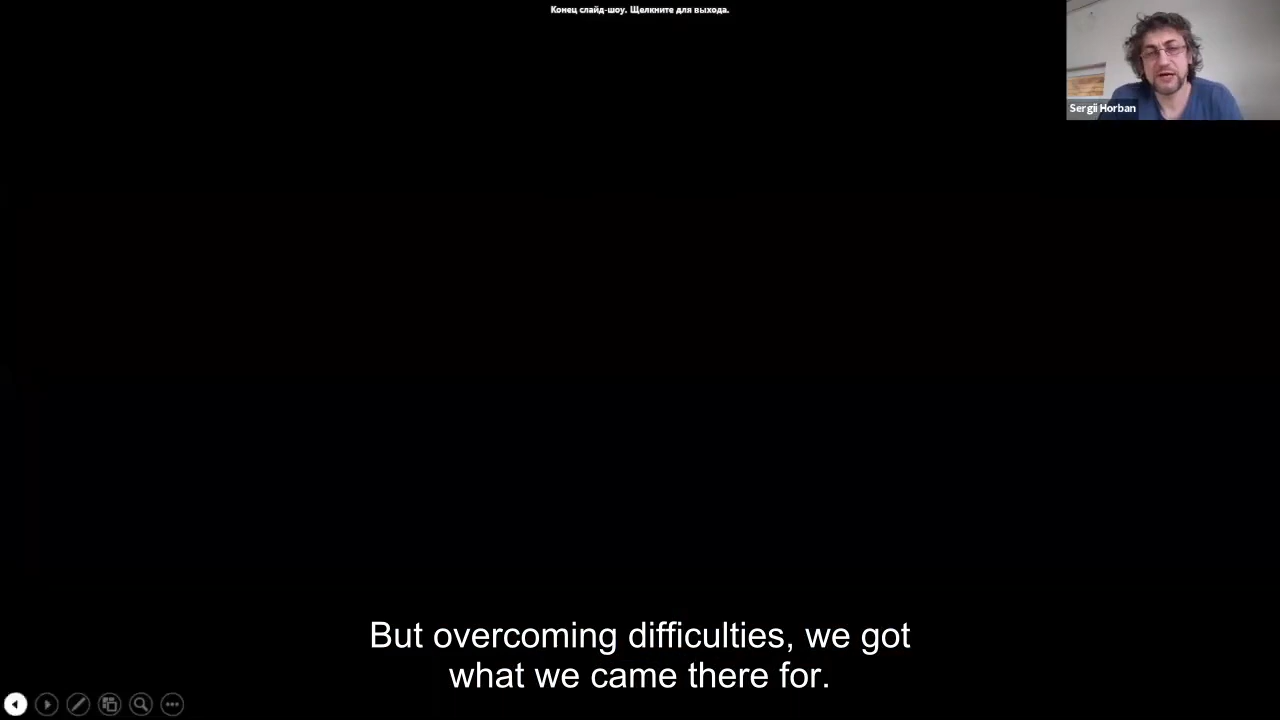 Конец слайд-шоу. Щелкните для выхода.
Sergii Horban
But overcoming difficulties, we got
what we came there for.